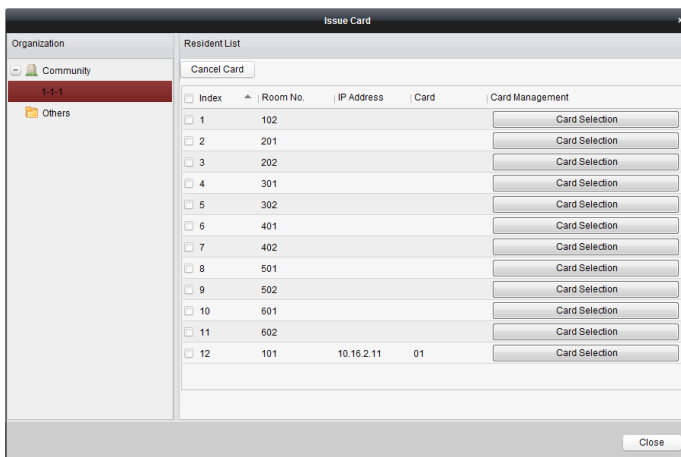 Issue Card
Organization
Resident List
Community
1-1-1
Others
Cancel Card
Index Room No. IP Address Card Card Management
1 102 Card Selection
2 201 Card Selection
3 202 Card Selection
4 301 Card Selection
5 302 Card Selection
6 401 Card Selection
7 402 Card Selection
8 501 Card Selection
9 502 Card Selection
10 601 Card Selection
11 602 Card Selection
12 101 10.16.2.11 01 Card Selection
Close